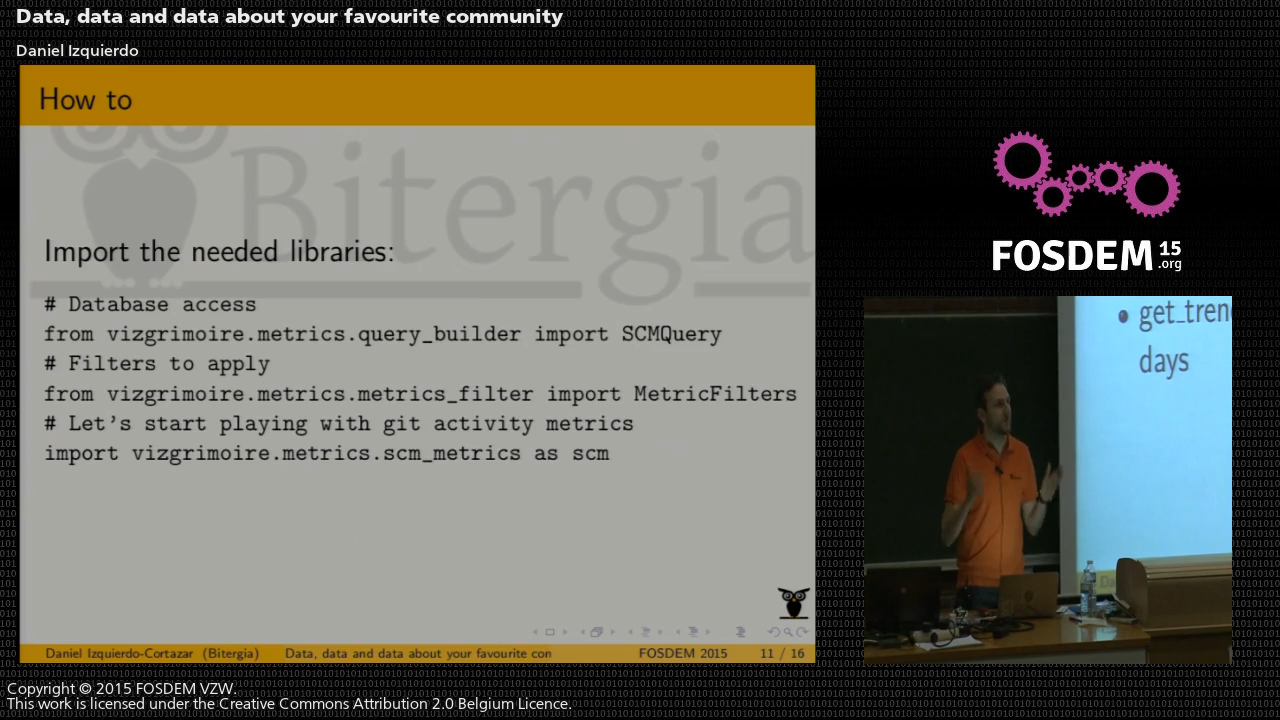 Data, data and data about your favourite community
Daniel Izquierdo
How to
Bitergia
Import the needed libraries:
# Database access
from vizgrimoire.metrics.query_builder import SCMQuery
# Filters to apply
from vizgrimoire.metrics.metrics_filter import MetricFilters
# Let's start playing with git activity metrics
import vizgrimoire.metrics.scm_metrics as scm
Daniel Izquierdo-Cortazar (Bitergia) Data, data and data about your favourite con FOSDEM 2015 11 / 16
FOSDEM 15
.org
• get_tren
days
Copyright © 2015 FOSDEM VZW.
This work is licensed under the Creative Commons Attribution 2.0 Belgium Licence.